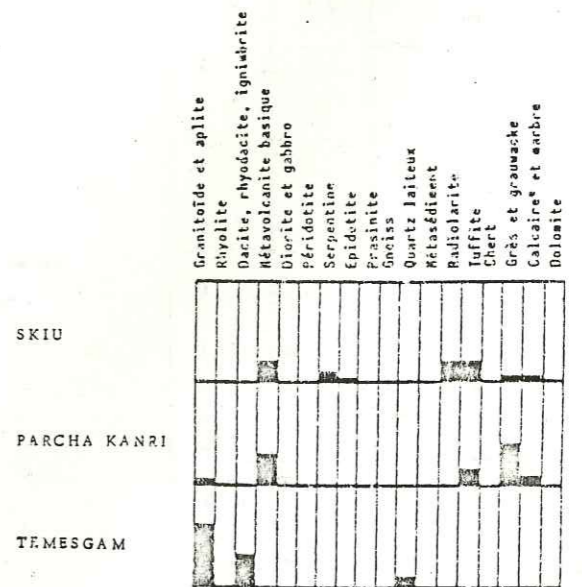 Granitoïde et aplite
Rhyolite
Dacite, rhyodacite, ignimbrite
Métavolcanite basique
Diorite et gabbro
Péridotite
Serpentine
Epidotite
Prasinite
Gneiss
Quartz laiteux
Métasédiment
Radiolarite
Tuffite
Chert
Grès et grauwacke
Calcaire* et marbre
Dolomite
SKIU
PARCHA KANRI
TEMESGAM